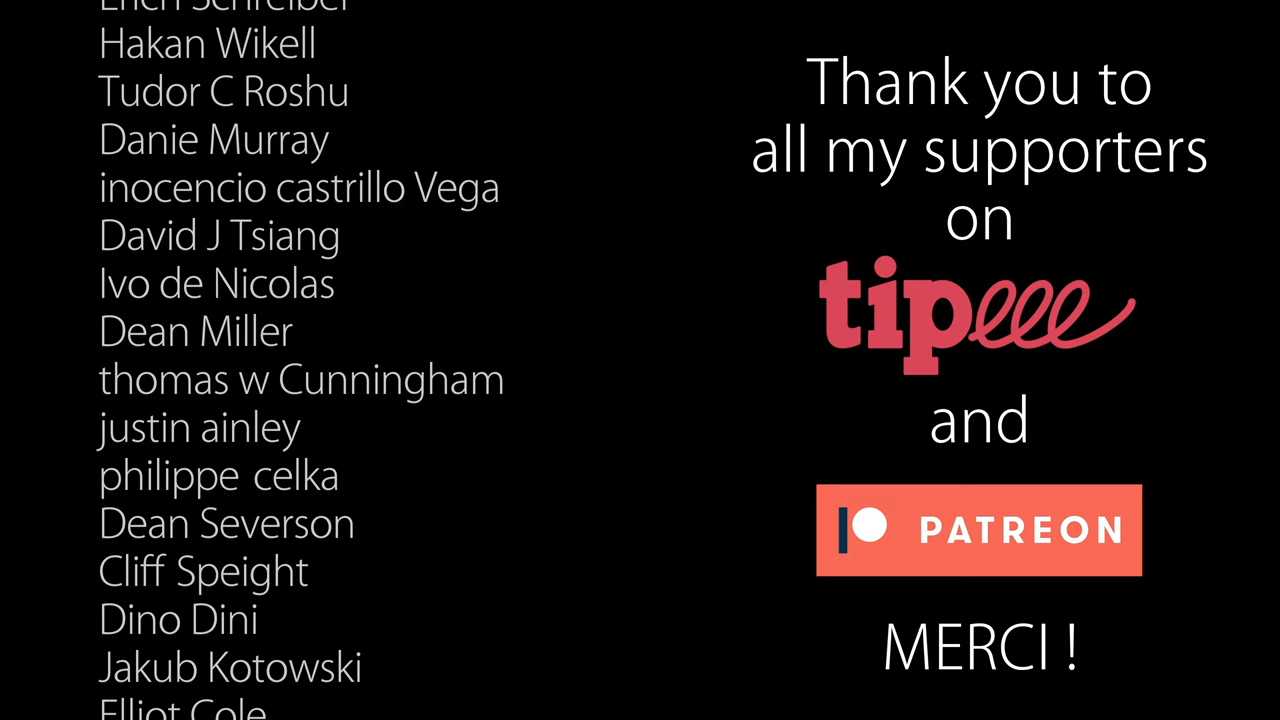 Erich Schreiber
Hakan Wikell
Tudor C Roshu
Danie Murray
inocencio castrillo Vega
David J Tsiang
Ivo de Nicolas
Dean Miller
thomas w Cunningham
justin ainley
philippe celka
Dean Severson
Cliff Speight
Dino Dini
Jakub Kotowski
Elliot Cole
Thank you to
all my supporters
on
tipeee
and
PATREON
MERCI !